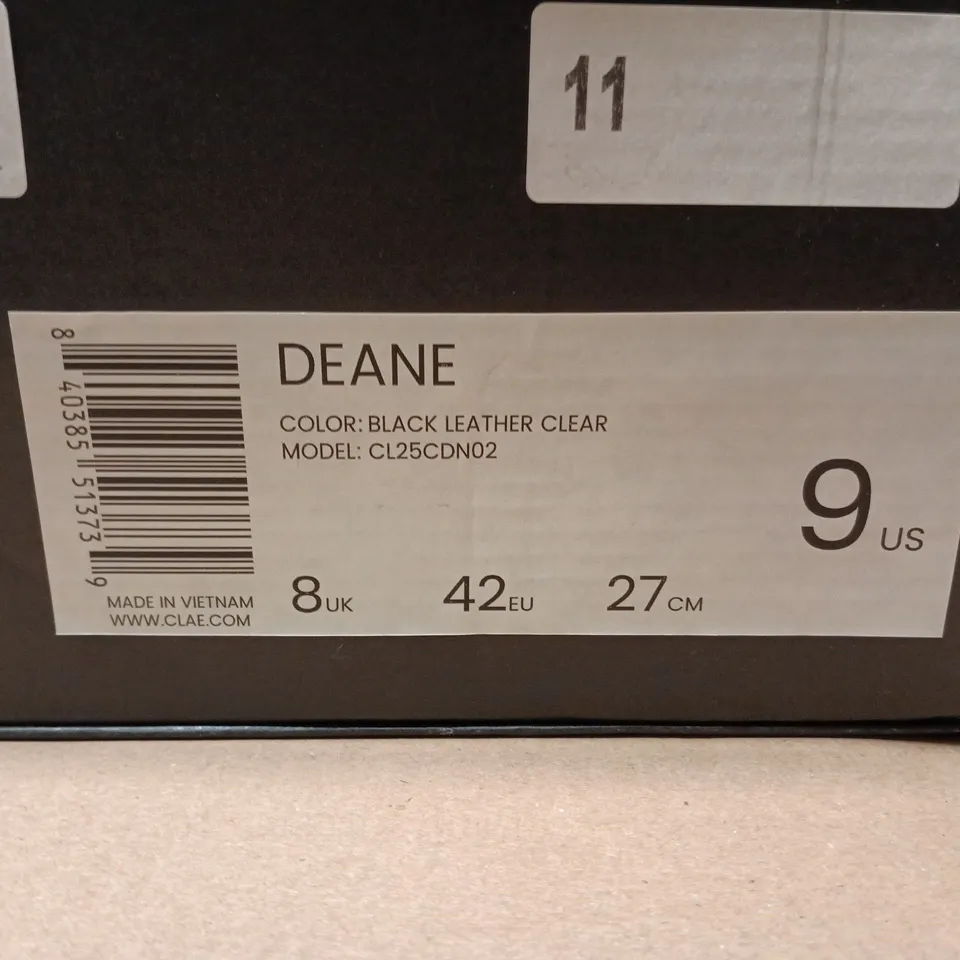 11
DEANE
COLOR: BLACK LEATHER CLEAR
MODEL: CL25CDN02
9 US
8 UK 42 EU 27 CM
8 40385 51373 9
MADE IN VIETNAM
WWW.CLAE.COM